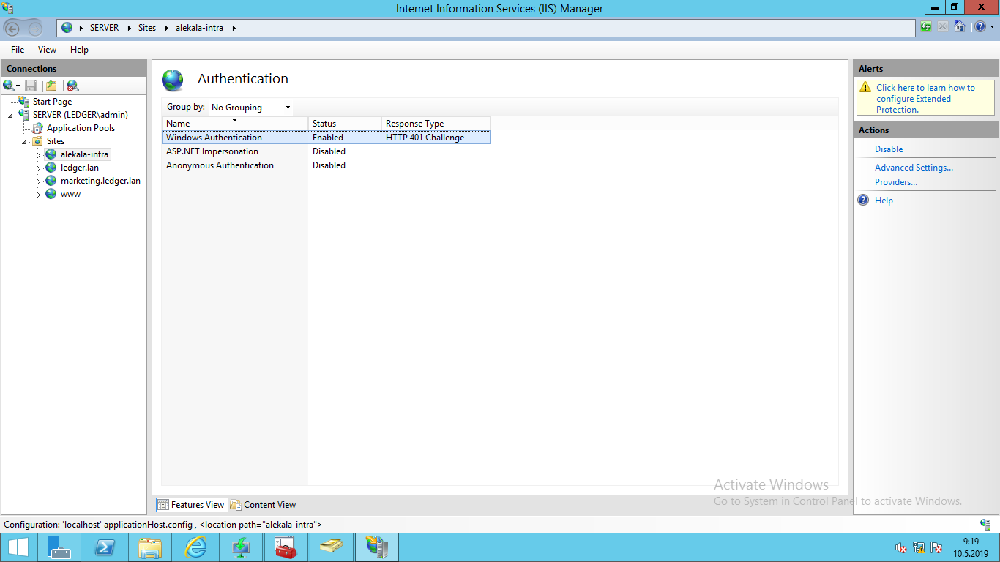 Internet Information Services (IIS) Manager
SERVER Sites alekala-intra
File View Help
Connections
Start Page
SERVER (LEDGER\admin)
Application Pools
Sites
alekala-intra
ledger.lan
marketing.ledger.lan
www
Authentication
Group by: No Grouping
Name Status Response Type
Windows Authentication Enabled HTTP 401 Challenge
ASP.NET Impersonation Disabled
Anonymous Authentication Disabled
Features View Content View
Alerts
Click here to learn how to
configure Extended
Protection.
Actions
Disable
Advanced Settings...
Providers...
Help
Activate Windows
Go to System in Control Panel to activate Windows.
Configuration: 'localhost' applicationHost.config , <location path="alekala-intra">
9:19
10.5.2019